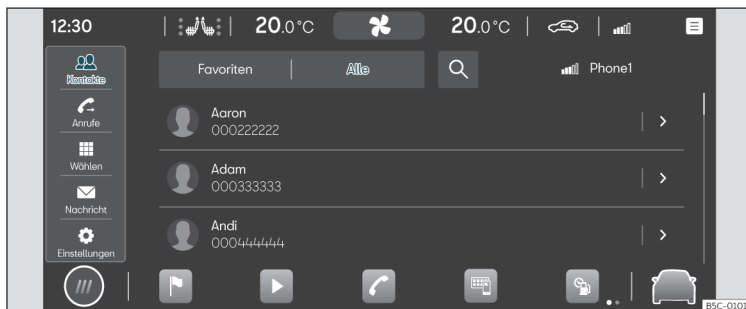 12:30
20.0°C
20.0°C
Kontakte
Favoriten
Alle
Phone1
Anrufe
Aaron
000222222
Wählen
Adam
000333333
Nachricht
Andi
000444444
Einstellungen
B5C-0101